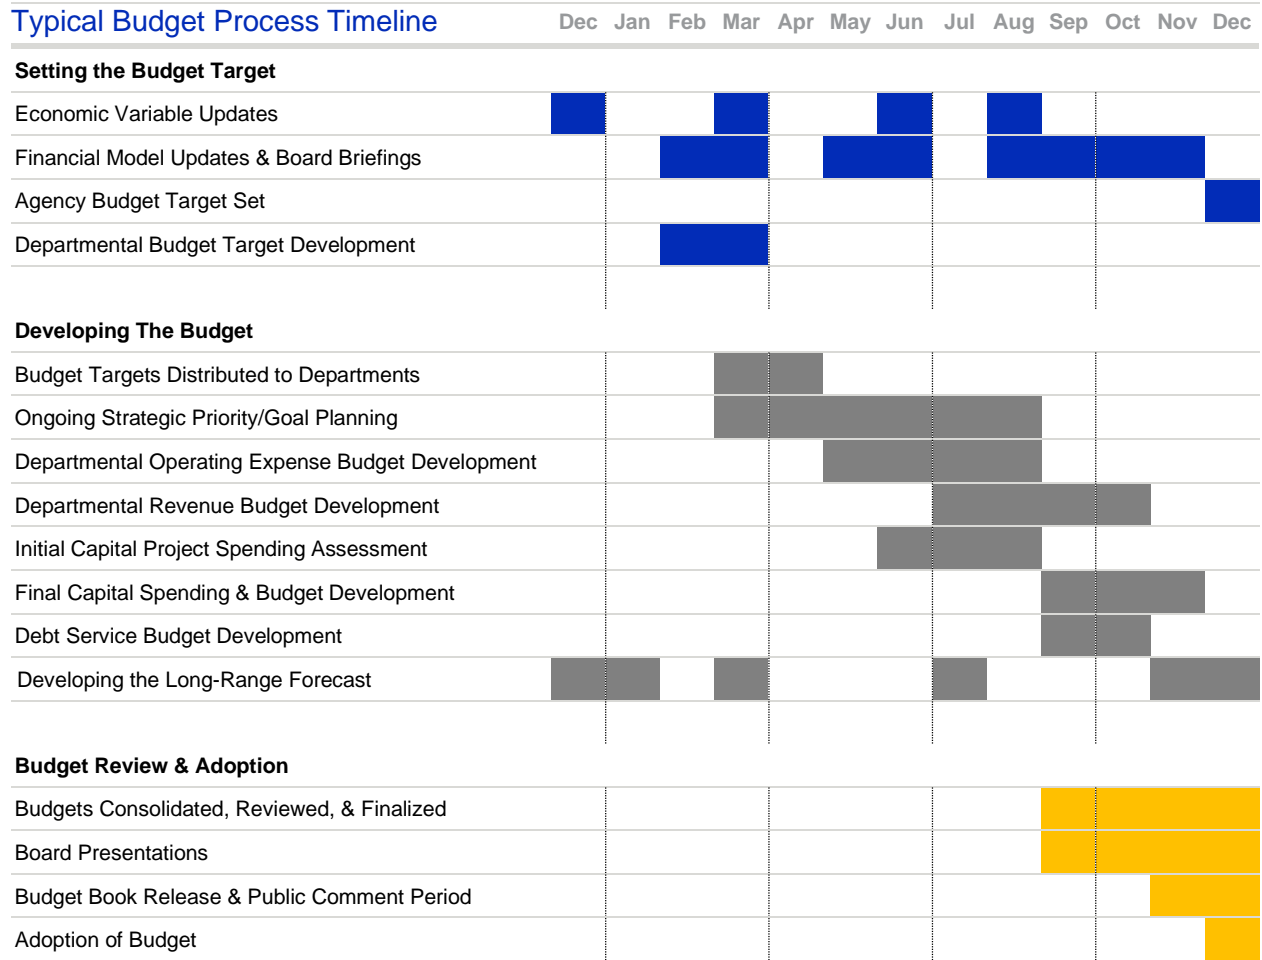 Typical Budget Process Timeline Dec Jan Feb Mar Apr May Jun Jul Aug Sep Oct Nov Dec
Setting the Budget Target
Economic Variable Updates
Financial Model Updates & Board Briefings
Agency Budget Target Set
Departmental Budget Target Development
Developing The Budget
Budget Targets Distributed to Departments
Ongoing Strategic Priority/Goal Planning
Departmental Operating Expense Budget Development
Departmental Revenue Budget Development
Initial Capital Project Spending Assessment
Final Capital Spending & Budget Development
Debt Service Budget Development
Developing the Long-Range Forecast
Budget Review & Adoption
Budgets Consolidated, Reviewed, & Finalized
Board Presentations
Budget Book Release & Public Comment Period
Adoption of Budget